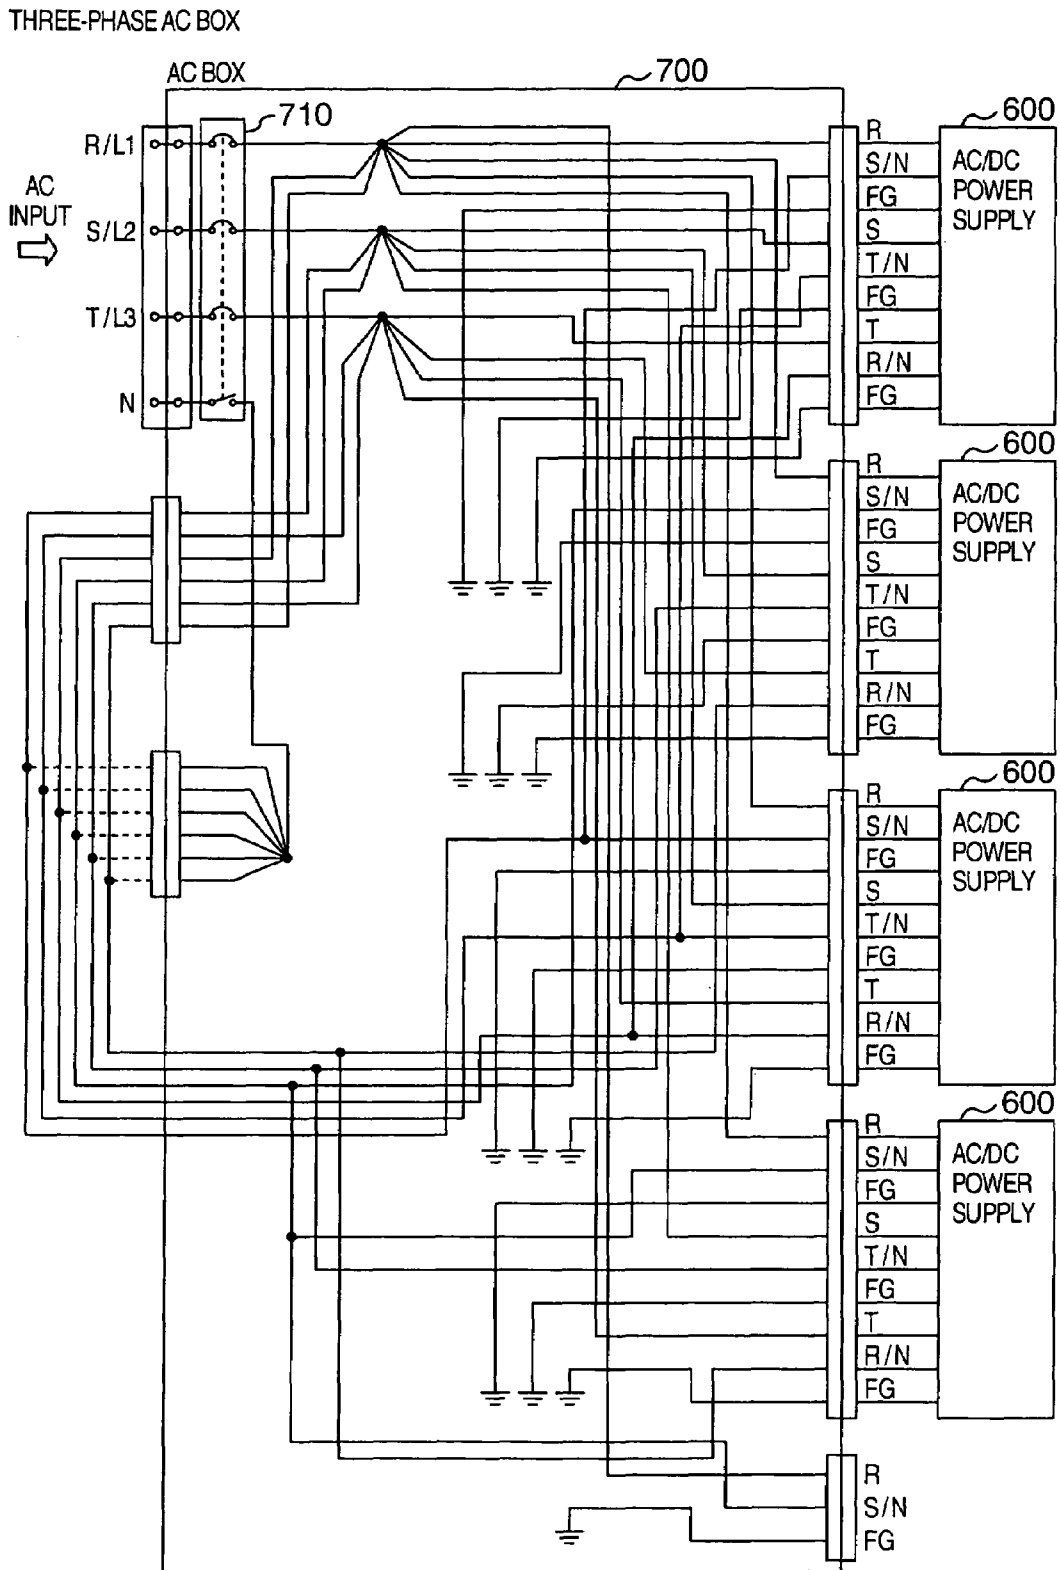 THREE-PHASE AC BOX
AC BOX
700
710
R/L1
AC
INPUT
S/L2
T/L3
N
600
R
S/N
FG
S
T/N
FG
T
R/N
FG
AC/DC
POWER
SUPPLY
600
R
S/N
FG
S
T/N
FG
T
R/N
FG
AC/DC
POWER
SUPPLY
600
R
S/N
FG
S
T/N
FG
T
R/N
FG
AC/DC
POWER
SUPPLY
600
R
S/N
FG
S
T/N
FG
T
R/N
FG
AC/DC
POWER
SUPPLY
R
S/N
FG